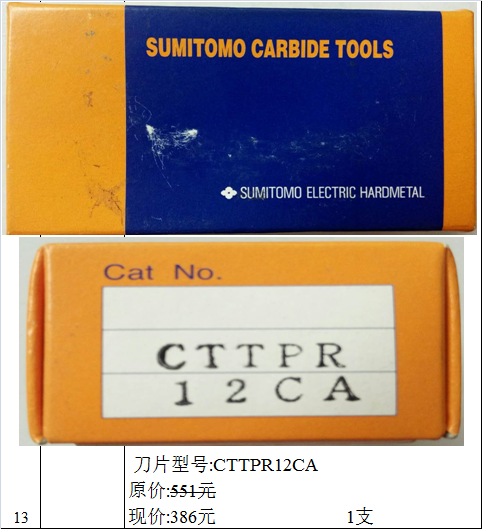 SUMITOMO CARBIDE TOOLS
SUMITOMO ELECTRIC HARDMETAL
Cat No.
CTTPR
12CA
刀片型号:CTTPR12CA
原价:551元
13 现价:386元 1支